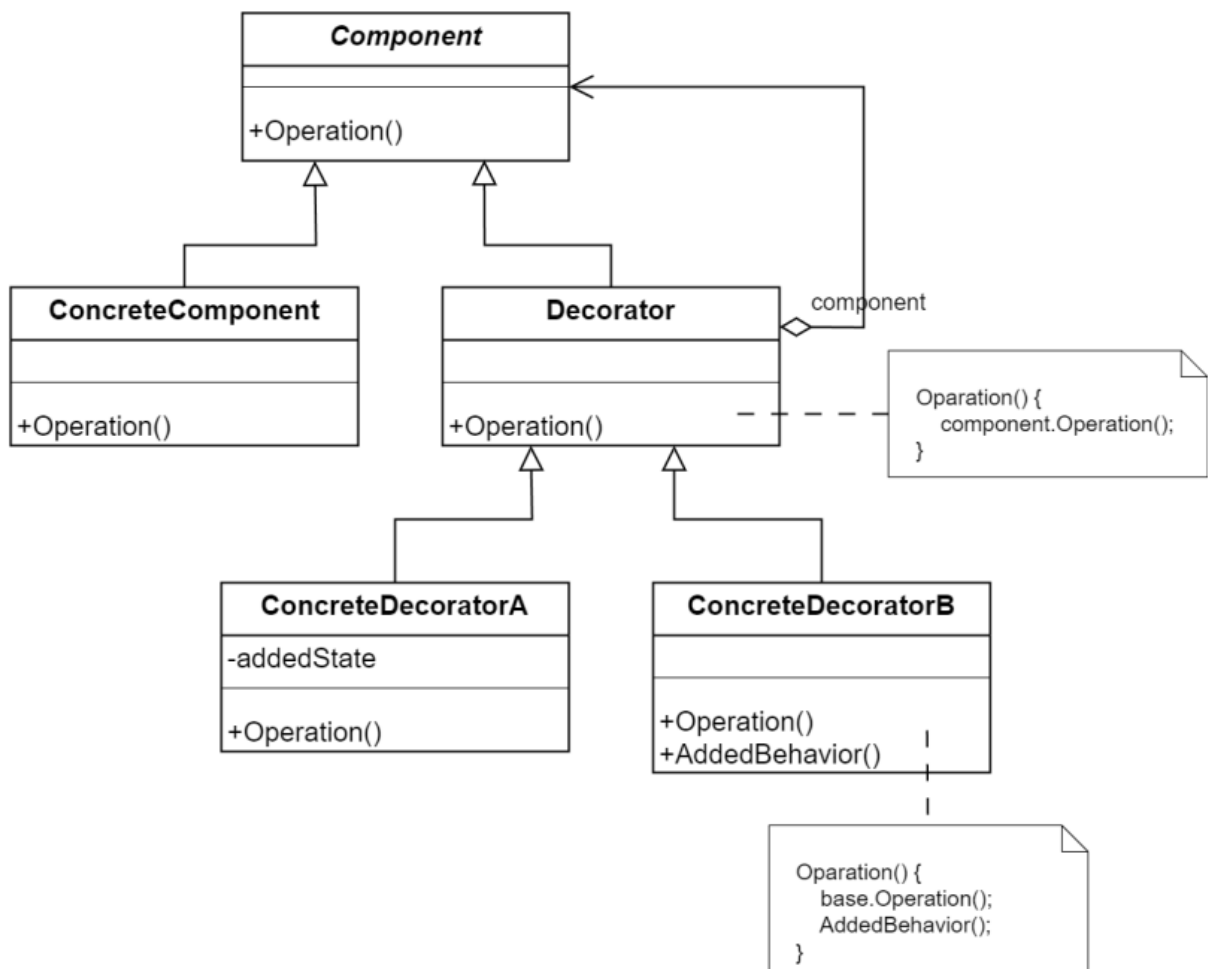 Component
+Operation()
ConcreteComponent
+Operation()
Decorator
+Operation()
component
Oparation() {
component.Operation();
}
ConcreteDecoratorA
-addedState
+Operation()
ConcreteDecoratorB
+Operation()
+AddedBehavior()
Oparation() {
base.Operation();
AddedBehavior();
}